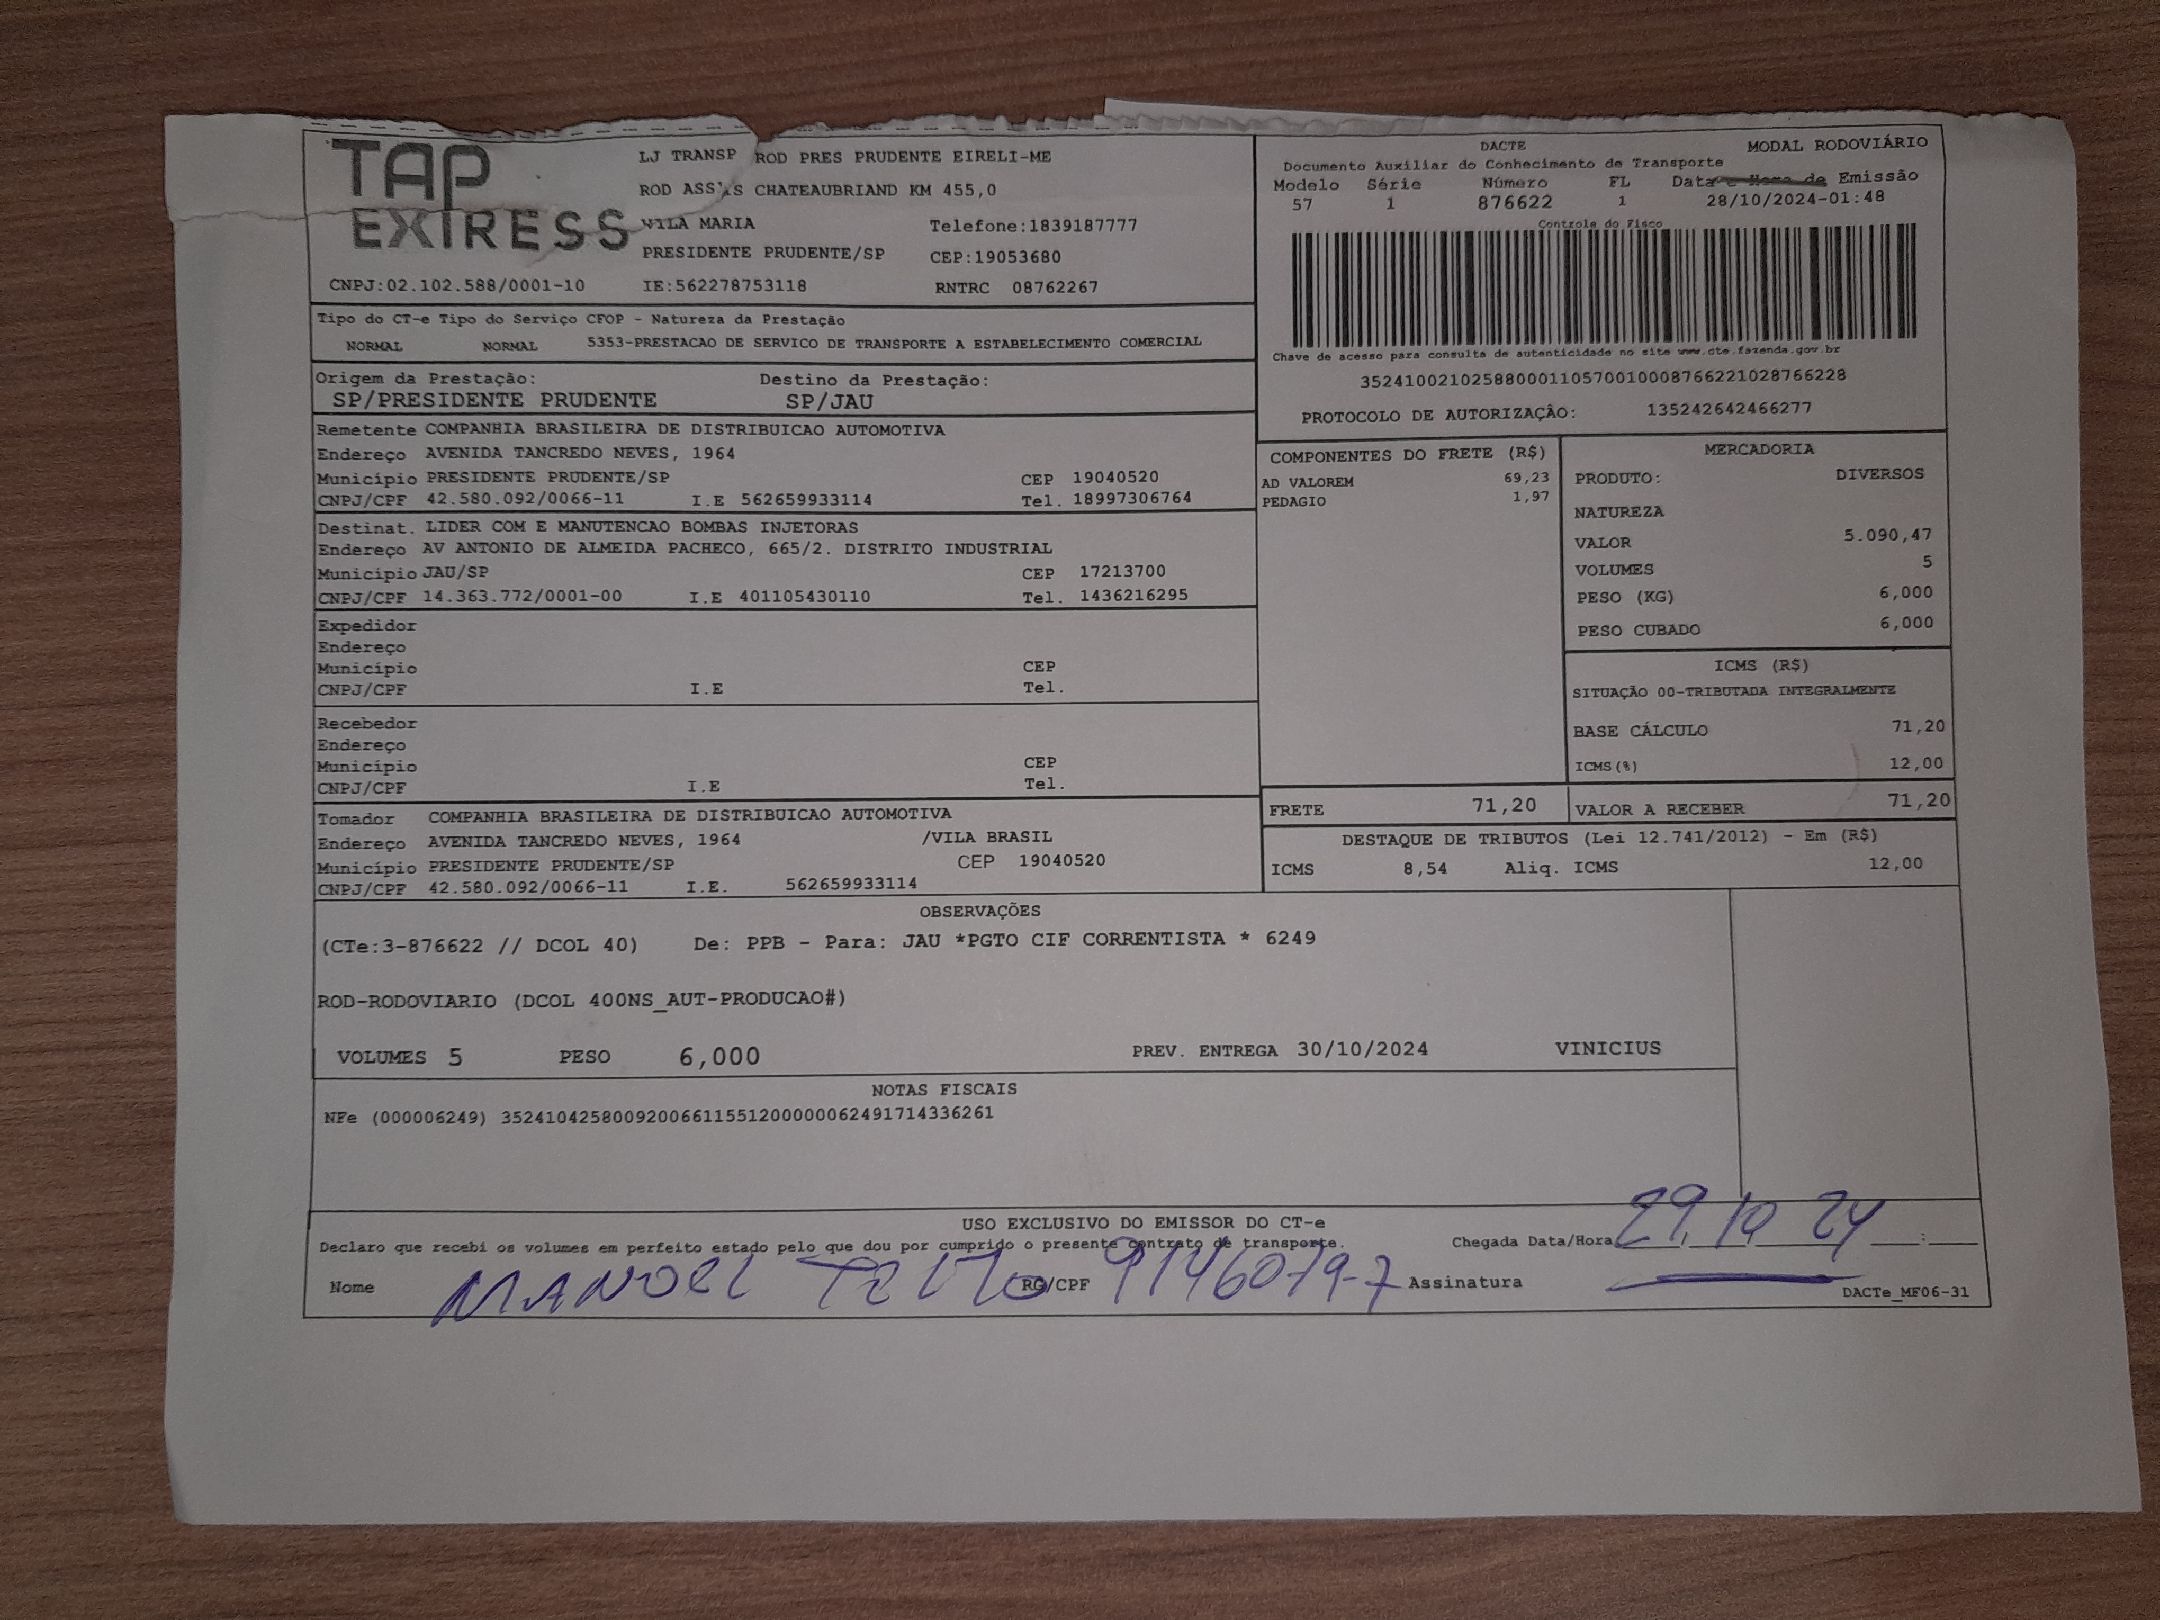 TAP
EXPRESS
LJ TRANSP ROD PRES PRUDENTE EIRELI-ME
ROD ASSIS CHATEAUBRIAND KM 455,0
VILA MARIA Telefone:1839187777
PRESIDENTE PRUDENTE/SP CEP:19053680
CNPJ:02.102.588/0001-10 IE:562278753118 RNTRC 08762267
DACTE MODAL RODOVIÁRIO
Documento Auxiliar do Conhecimento de Transporte
Modelo Série Número FL Data e Hora de Emissão
57 1 876622 1 28/10/2024-01:48
Controle do Fisco
Chave de acesso para consulta de autenticidade no site www.cte.fazenda.gov.br
35241002102588000110570010008766221028766228
PROTOCOLO DE AUTORIZAÇÂO: 135242642466277
Tipo do CT-e Tipo do Serviço CFOP - Natureza da Prestação
NORMAL NORMAL 5353-PRESTACAO DE SERVICO DE TRANSPORTE A ESTABELECIMENTO COMERCIAL
Origem da Prestação: Destino da Prestação:
SP/PRESIDENTE PRUDENTE SP/JAU
Remetente COMPANHIA BRASILEIRA DE DISTRIBUICAO AUTOMOTIVA
Endereço AVENIDA TANCREDO NEVES, 1964
Município PRESIDENTE PRUDENTE/SP CEP 19040520
CNPJ/CPF 42.580.092/0066-11 I.E 562659933114 Tel. 18997306764
Destinat. LIDER COM E MANUTENCAO BOMBAS INJETORAS
Endereço AV ANTONIO DE ALMEIDA PACHECO, 665/2. DISTRITO INDUSTRIAL
Município JAU/SP CEP 17213700
CNPJ/CPF 14.363.772/0001-00 I.E 401105430110 Tel. 1436216295
Expedidor
Endereço
Município CEP
CNPJ/CPF I.E Tel.
Recebedor
Endereço
Município CEP
CNPJ/CPF I.E Tel.
Tomador COMPANHIA BRASILEIRA DE DISTRIBUICAO AUTOMOTIVA
Endereço AVENIDA TANCREDO NEVES, 1964 /VILA BRASIL
Município PRESIDENTE PRUDENTE/SP CEP 19040520
CNPJ/CPF 42.580.092/0066-11 I.E. 562659933114
COMPONENTES DO FRETE (R$)
AD VALOREM 69,23
PEDAGIO 1,97
MERCADORIA
PRODUTO: DIVERSOS
NATUREZA
VALOR 5.090,47
VOLUMES 5
PESO (KG) 6,000
PESO CUBADO 6,000
ICMS (R$)
SITUAÇÃO 00-TRIBUTADA INTEGRALMENTE
BASE CÁLCULO 71,20
ICMS(%) 12,00
FRETE 71,20 VALOR A RECEBER 71,20
DESTAQUE DE TRIBUTOS (Lei 12.741/2012) - Em (R$)
ICMS 8,54 Aliq. ICMS 12,00
OBSERVAÇÕES
(CTe:3-876622 // DCOL 40) De: PPB - Para: JAU *PGTO CIF CORRENTISTA * 6249
ROD-RODOVIARIO (DCOL 400NS_AUT-PRODUCAO#)
VOLUMES 5 PESO 6,000 PREV. ENTREGA 30/10/2024 VINICIUS
NOTAS FISCAIS
NFe (000006249) 35241042580092006611551200000062491714336261
USO EXCLUSIVO DO EMISSOR DO CT-e
Declaro que recebi os volumes em perfeito estado pelo que dou por cumprido o presente contrato de transporte. Chegada Data/Hora 29 10 24 :
Nome MANOEL RG/CPF 9146079-7 Assinatura
DACTe_MF06-31